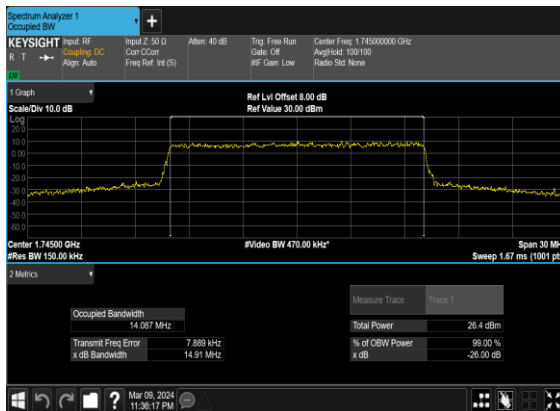 Spectrum Analyzer 1
Occupied BW
+
KEYSIGHT
R T
Input: RF
Coupling: DC
Align: Auto
Input Z: 50 Ω
Corr CCorr
Freq Ref: Int (S)
Atten: 40 dB
Trig: Free Run
Gate: Off
#IF Gain: Low
Center Freq: 1.745000000 GHz
Avg|Hold: 100/100
Radio Std: None
1 Graph
Scale/Div 10.0 dB
Ref Lvl Offset 8.00 dB
Ref Value 30.00 dBm
Log
20.0
10.0
0.00
-10.0
-20.0
-30.0
-40.0
-50.0
-60.0
Center 1.74500 GHz
#Res BW 150.00 kHz
#Video BW 470.00 kHz*
Span 30 MH
Sweep 1.67 ms (1001 pt
2 Metrics
Measure Trace
Trace 1
Occupied Bandwidth
14.087 MHz
Total Power
26.4 dBm
Transmit Freq Error
7.889 kHz
% of OBW Power
99.00 %
x dB Bandwidth
14.91 MHz
x dB
-26.00 dB
?
Mar 09, 2024
11:36:17 PM